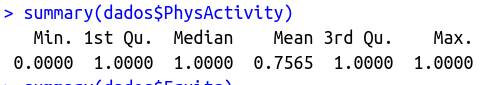 > summary(dados$PhysActivity)
Min. 1st Qu. Median Mean 3rd Qu. Max.
0.0000 1.0000 1.0000 0.7565 1.0000 1.0000